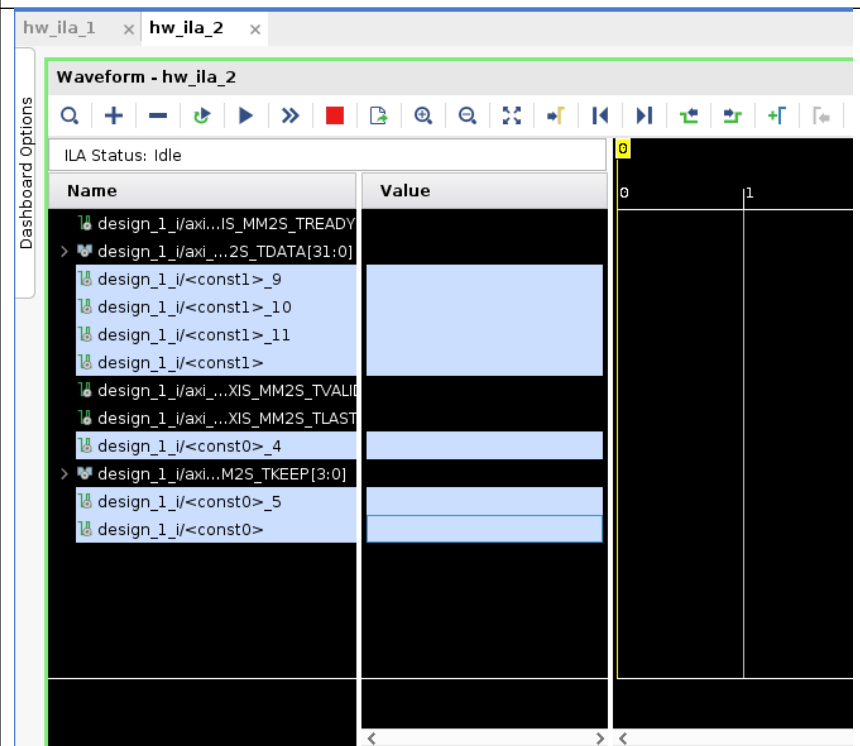 hw_ila_1 × hw_ila_2 ×
Dashboard Options
Waveform - hw_ila_2
ILA Status: Idle
0
Name Value
0 1
design_1_i/axi...IS_MM2S_TREADY
design_1_i/axi_...2S_TDATA[31:0]
design_1_i/<const1>_9
design_1_i/<const1>_10
design_1_i/<const1>_11
design_1_i/<const1>
design_1_i/axi_...XIS_MM2S_TVALID
design_1_i/axi_...XIS_MM2S_TLAST
design_1_i/<const0>_4
design_1_i/axi...M2S_TKEEP[3:0]
design_1_i/<const0>_5
design_1_i/<const0>